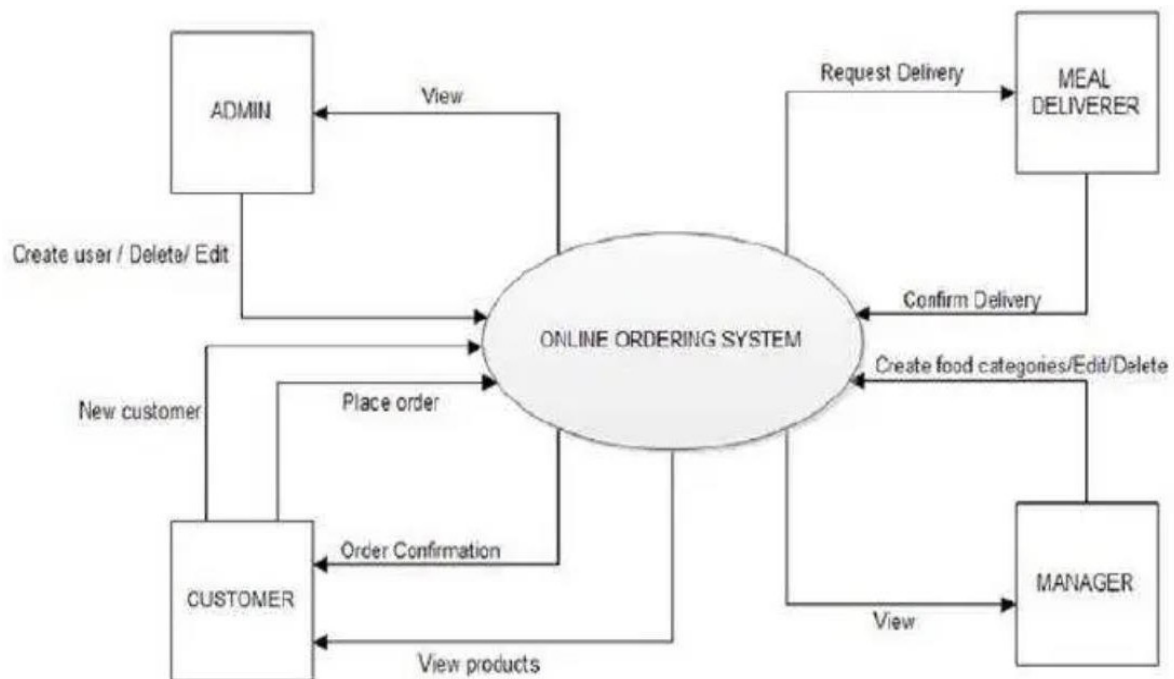 Request Delivery
MEAL
DELIVERER
View
ADMIN
Create user / Delete/ Edit
Confirm Delivery
ONLINE ORDERING SYSTEM
Create food categories/Edit/Delete
New customer
Place order
Order Confirmation
CUSTOMER
MANAGER
View
View products